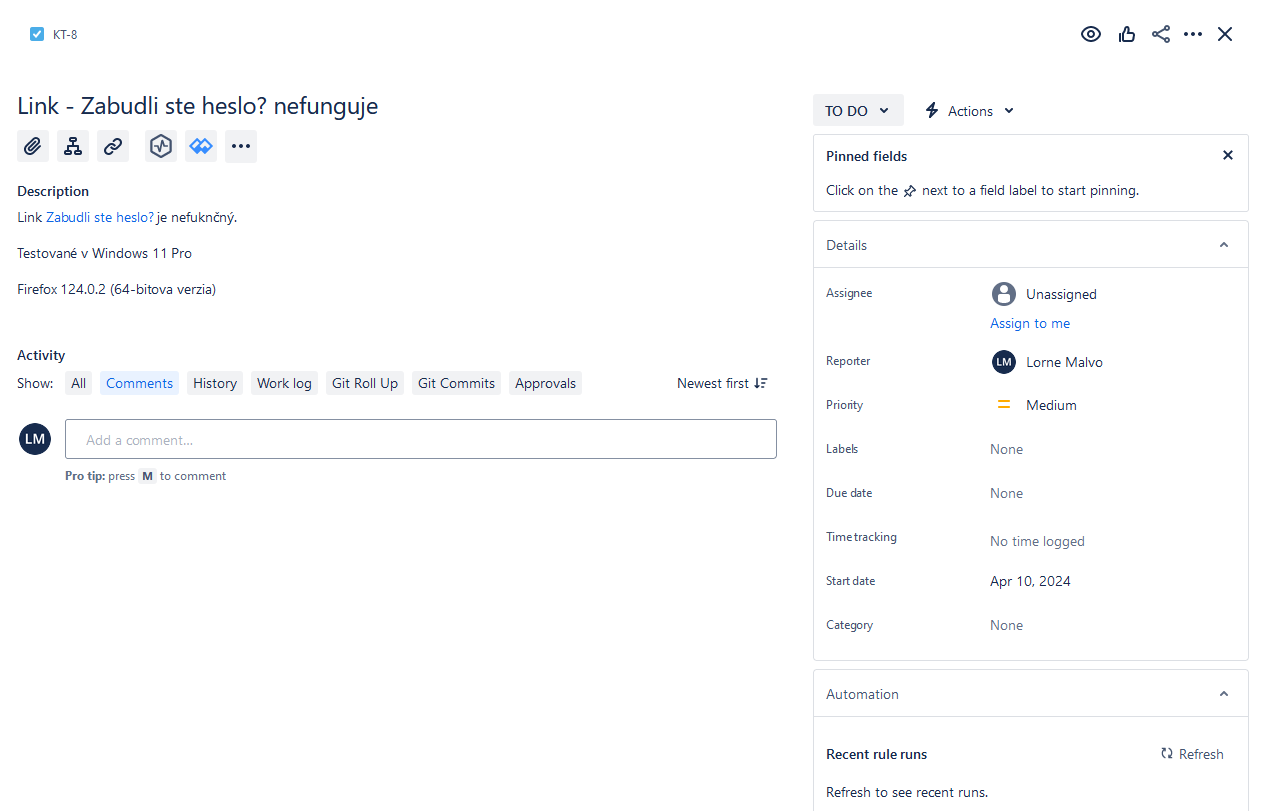 KT-8
Link - Zabudli ste heslo? nefunguje
Description
Link Zabudli ste heslo? je nefuknčný.
Testované v Windows 11 Pro
Firefox 124.0.2 (64-bitova verzia)
Activity
Show: All Comments History Work log Git Roll Up Git Commits Approvals Newest first
LM Add a comment...
Pro tip: press M to comment
TO DO Actions
Pinned fields
Click on the next to a field label to start pinning.
Details
Assignee Unassigned
Assign to me
Reporter LM Lorne Malvo
Priority Medium
Labels None
Due date None
Time tracking No time logged
Start date Apr 10, 2024
Category None
Automation
Recent rule runs Refresh
Refresh to see recent runs.